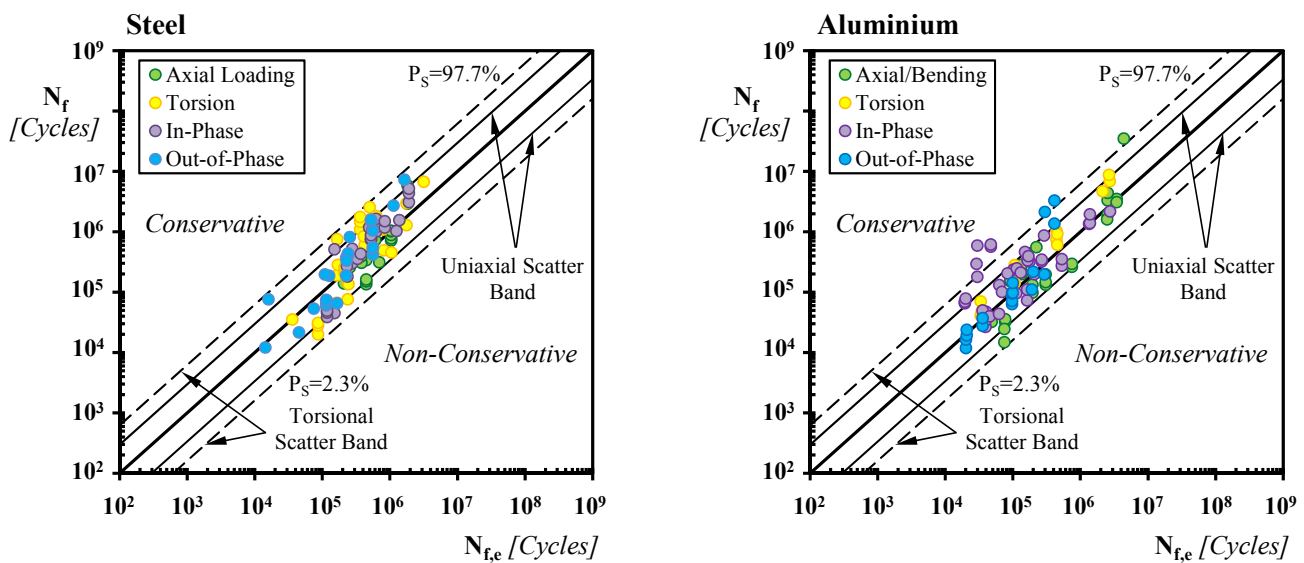 Steel
10⁹
10⁸
10⁷
10⁶
10⁵
10⁴
10³
10²
N_f
[Cycles]
Axial Loading
Torsion
In-Phase
Out-of-Phase
P_S=97.7%
Conservative
Uniaxial Scatter
Band
Non-Conservative
P_S=2.3%
Torsional
Scatter Band
10² 10³ 10⁴ 10⁵ 10⁶ 10⁷ 10⁸ 10⁹
N_f,e [Cycles]
Aluminium
10⁹
10⁸
10⁷
10⁶
10⁵
10⁴
10³
10²
N_f
[Cycles]
Axial/Bending
Torsion
In-Phase
Out-of-Phase
P_S=97.7%
Conservative
Uniaxial Scatter
Band
Non-Conservative
P_S=2.3%
Torsional
Scatter Band
10² 10³ 10⁴ 10⁵ 10⁶ 10⁷ 10⁸ 10⁹
N_f,e [Cycles]